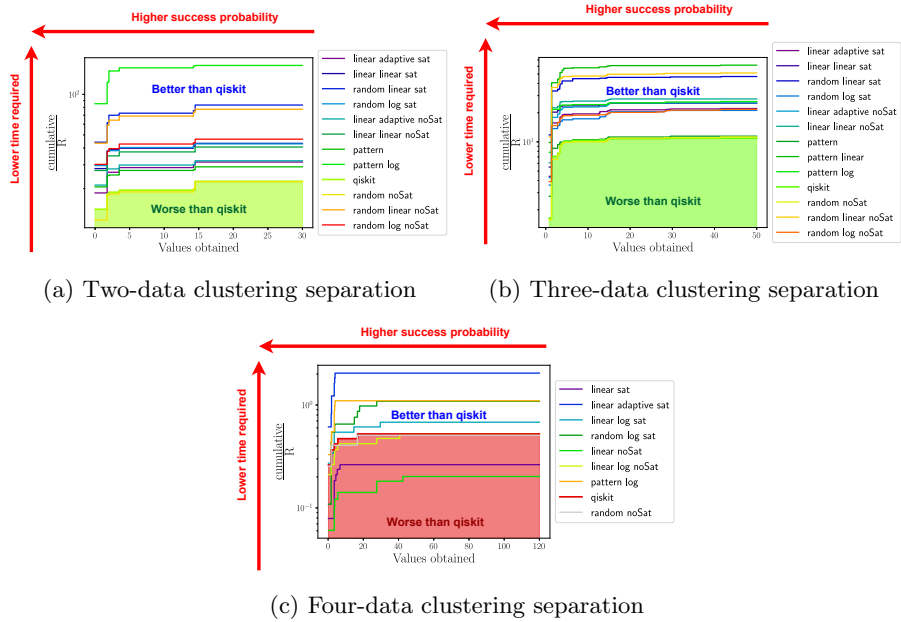 Higher success probability
Lower time required
cumulative
R
10²
Better than qiskit
Worse than qiskit
0 5 10 15 20 25 30
Values obtained
linear adaptive sat
linear linear sat
random linear sat
random log sat
linear adaptive noSat
linear linear noSat
pattern
pattern log
qiskit
random noSat
random linear noSat
random log noSat
(a) Two-data clustering separation
Higher success probability
Lower time required
cumulative
R
10¹
Better than qiskit
Worse than qiskit
0 10 20 30 40 50
Values obtained
linear adaptive sat
linear linear sat
random linear sat
random log sat
linear adaptive noSat
linear linear noSat
pattern
pattern linear
pattern log
qiskit
random noSat
random linear noSat
random log noSat
(b) Three-data clustering separation
Higher success probability
Lower time required
cumulative
R
10⁰
10⁻¹
Better than qiskit
Worse than qiskit
0 20 40 60 80 100 120
Values obtained
linear sat
linear adaptive sat
linear log sat
random log sat
linear noSat
linear log noSat
pattern log
qiskit
random noSat
(c) Four-data clustering separation